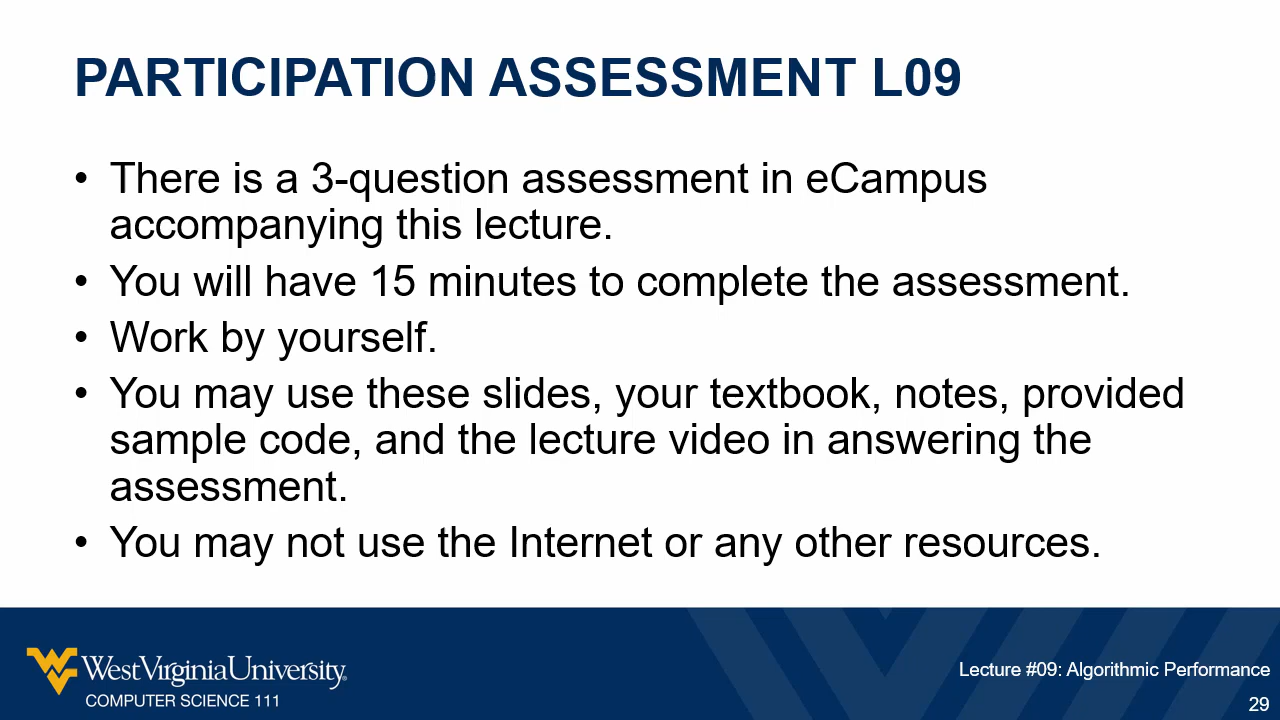 PARTICIPATION ASSESSMENT L09
• There is a 3-question assessment in eCampus
accompanying this lecture.
• You will have 15 minutes to complete the assessment.
• Work by yourself.
• You may use these slides, your textbook, notes, provided
sample code, and the lecture video in answering the
assessment.
• You may not use the Internet or any other resources.
WestVirginiaUniversity®
COMPUTER SCIENCE 111
Lecture #09: Algorithmic Performance
29